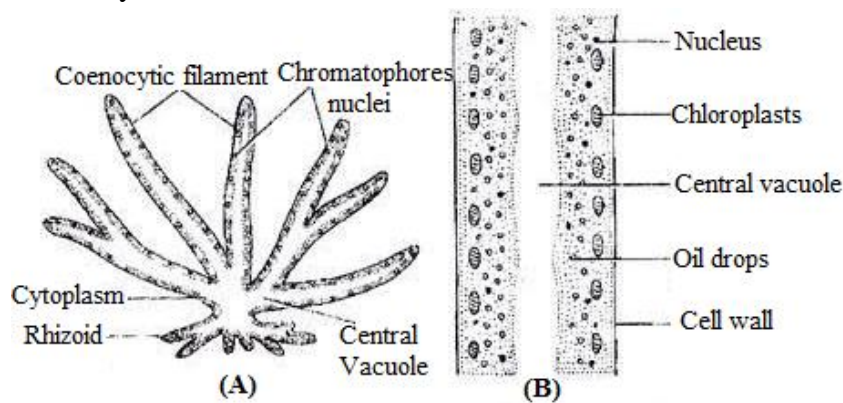 Coenocytic filament
Chromatophores
nuclei
Cytoplasm
Rhizoid
Central
Vacuole
(A)
Nucleus
Chloroplasts
Central vacuole
Oil drops
Cell wall
(B)